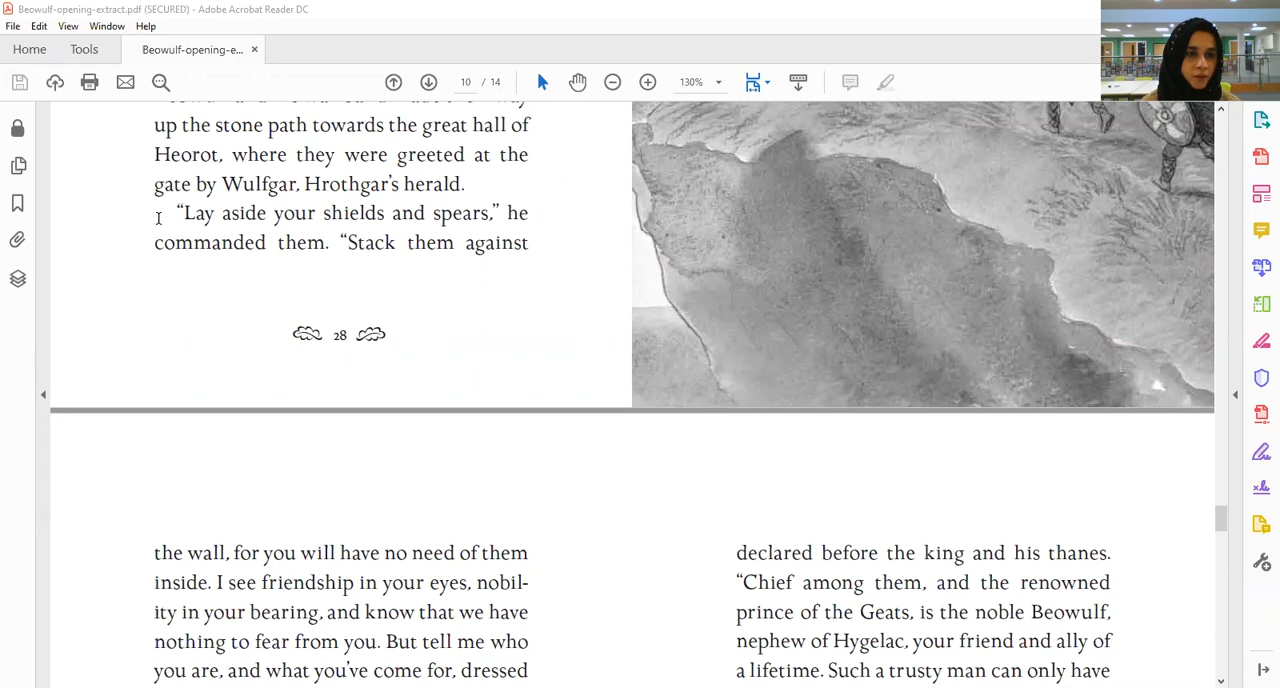 Beowulf-opening-extract.pdf (SECURED) - Adobe Acrobat Reader DC
File Edit View Window Help
Home Tools Beowulf-opening-e... ×
10 / 14 130%
up the stone path towards the great hall of
Heorot, where they were greeted at the
gate by Wulfgar, Hrothgar's herald.
“Lay aside your shields and spears,” he
commanded them. “Stack them against
28
the wall, for you will have no need of them
inside. I see friendship in your eyes, nobil-
ity in your bearing, and know that we have
nothing to fear from you. But tell me who
you are, and what you've come for, dressed
declared before the king and his thanes.
“Chief among them, and the renowned
prince of the Geats, is the noble Beowulf,
nephew of Hygelac, your friend and ally of
a lifetime. Such a trusty man can only have